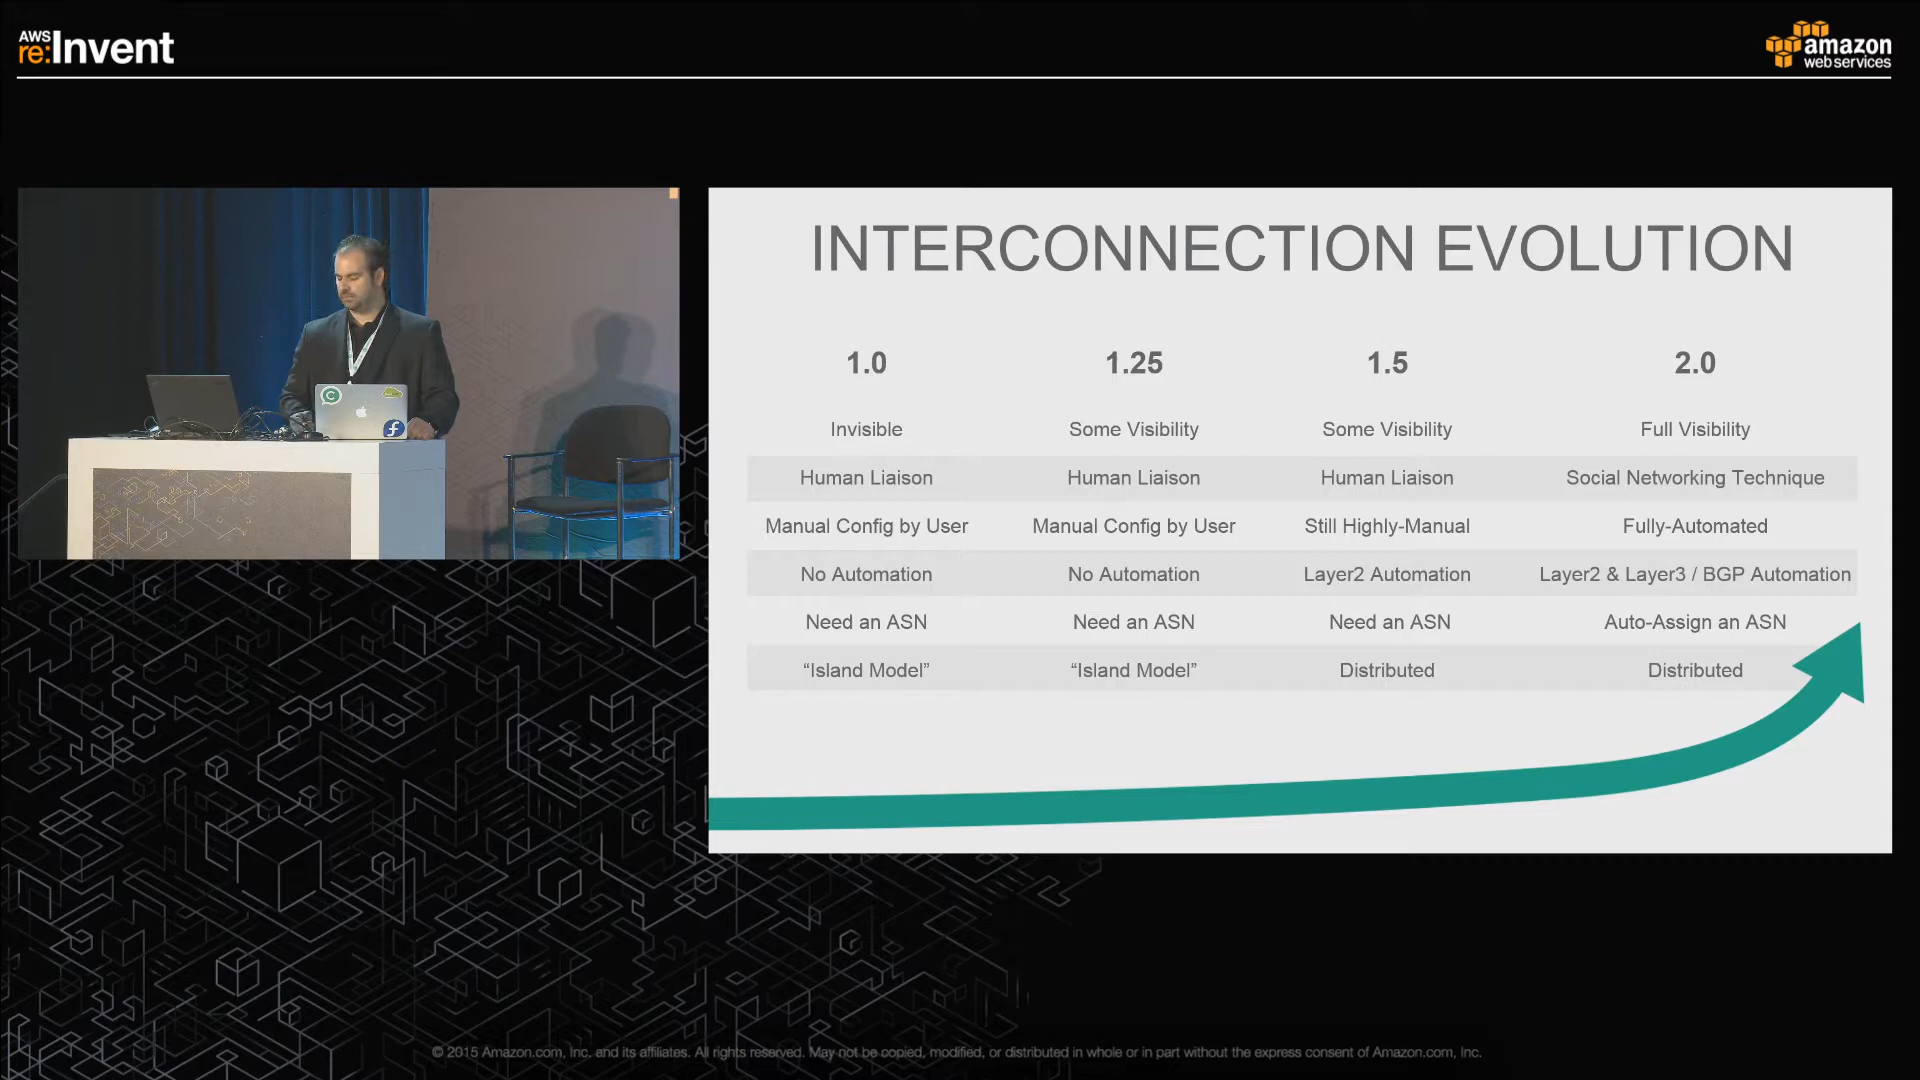 AWS
re:Invent
amazon
web services
INTERCONNECTION EVOLUTION
1.0 1.25 1.5 2.0
Invisible Some Visibility Some Visibility Full Visibility
Human Liaison Human Liaison Human Liaison Social Networking Technique
Manual Config by User Manual Config by User Still Highly-Manual Fully-Automated
No Automation No Automation Layer2 Automation Layer2 & Layer3 / BGP Automation
Need an ASN Need an ASN Need an ASN Auto-Assign an ASN
“Island Model” “Island Model” Distributed Distributed
© 2015 Amazon.com, Inc. and its affiliates. All rights reserved. May not be copied, modified, or distributed in whole or in part without the express consent of Amazon.com, Inc.